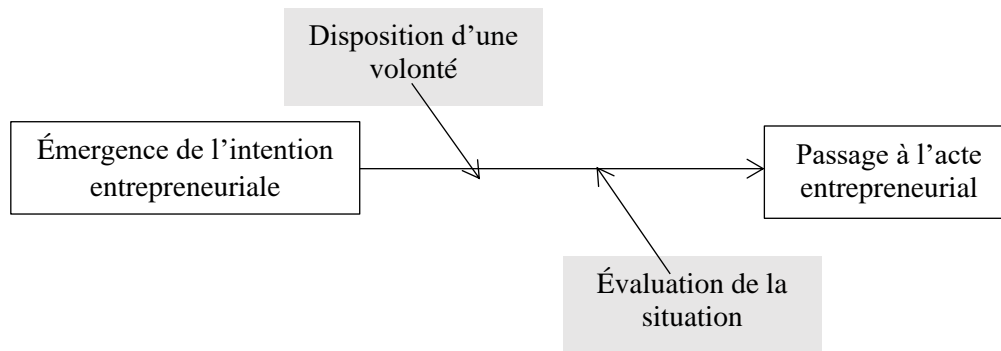 Disposition d’une
volonté
Émergence de l’intention
entrepreneuriale
Passage à l’acte
entrepreneurial
Évaluation de la
situation